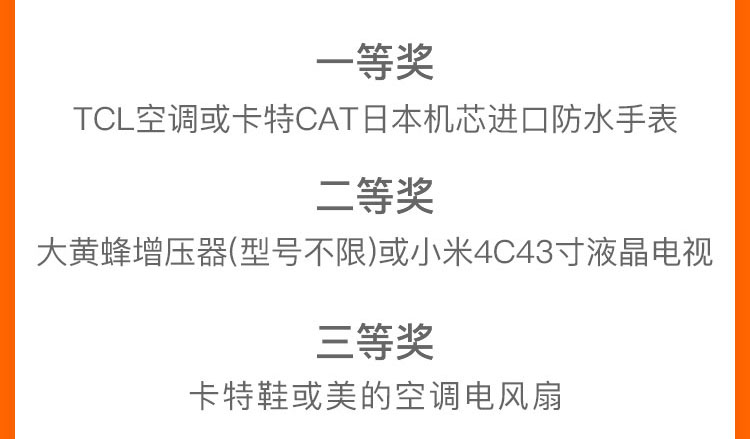 一等奖
TCL空调或卡特CAT日本机芯进口防水手表
二等奖
大黄蜂增压器(型号不限)或小米4C43寸液晶电视
三等奖
卡特鞋或美的空调电风扇